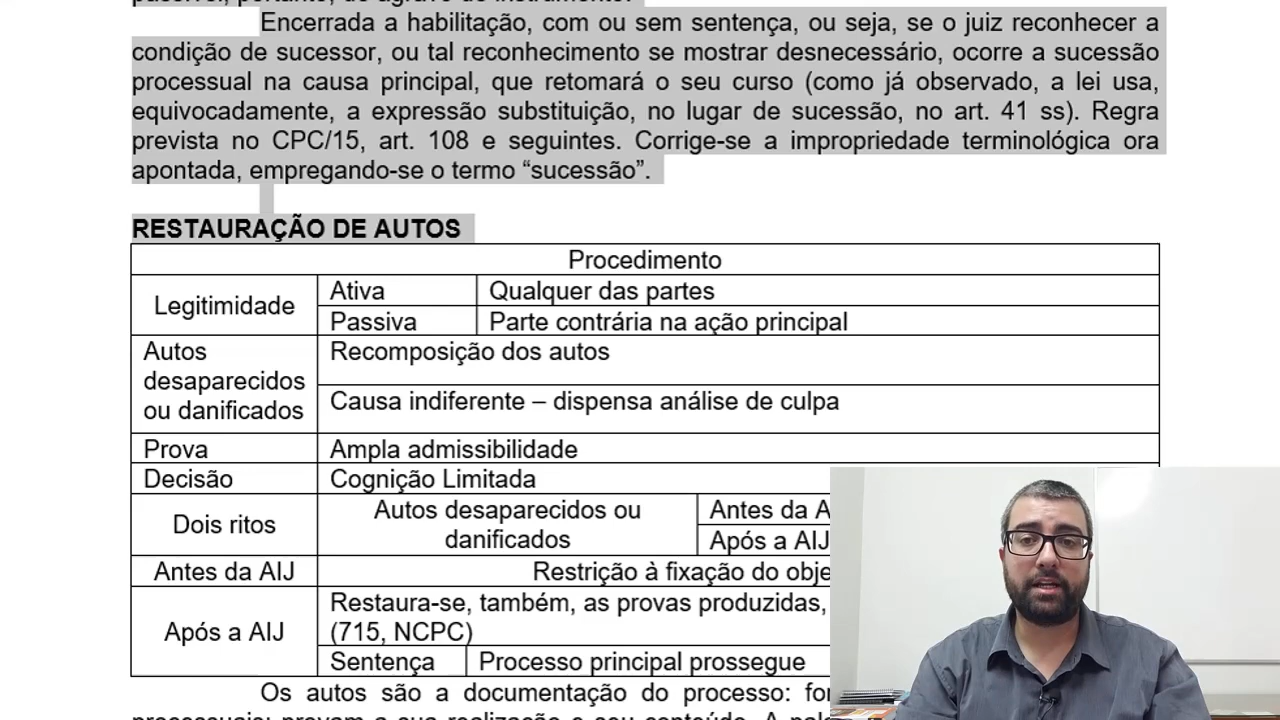 Encerrada a habilitação, com ou sem sentença, ou seja, se o juiz reconhecer a
condição de sucessor, ou tal reconhecimento se mostrar desnecessário, ocorre a sucessão
processual na causa principal, que retomará o seu curso (como já observado, a lei usa,
equivocadamente, a expressão substituição, no lugar de sucessão, no art. 41 ss). Regra
prevista no CPC/15, art. 108 e seguintes. Corrige-se a impropriedade terminológica ora
apontada, empregando-se o termo “sucessão”.
RESTAURAÇÃO DE AUTOS
Procedimento
Legitimidade
Ativa
Qualquer das partes
Passiva
Parte contrária na ação principal
Autos
desaparecidos
ou danificados
Recomposição dos autos
Causa indiferente – dispensa análise de culpa
Prova
Ampla admissibilidade
Decisão
Cognição Limitada
Dois ritos
Autos desaparecidos ou
danificados
Antes da
Após a AIJ
Antes da AIJ
Restrição à fixação do
Após a AIJ
Restaura-se, também, as provas produzidas,
(715, NCPC)
Sentença
Processo principal prossegue
Os autos são a documentação do processo: